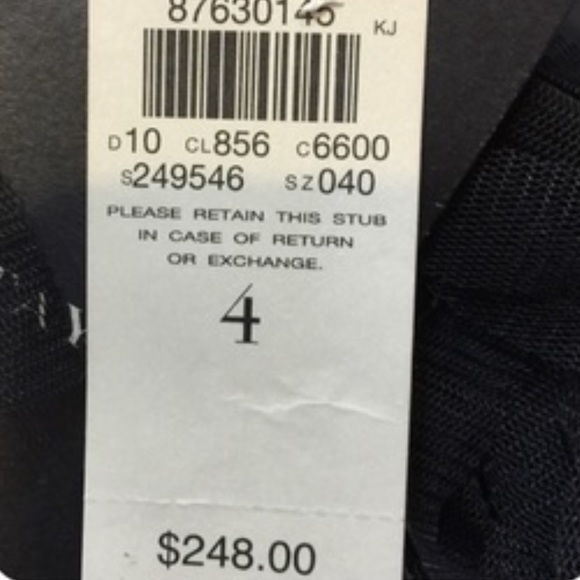 87630145
KJ
D10 CL856 C6600
S249546 SZ040
PLEASE RETAIN THIS STUB
IN CASE OF RETURN
OR EXCHANGE.
4
$248.00